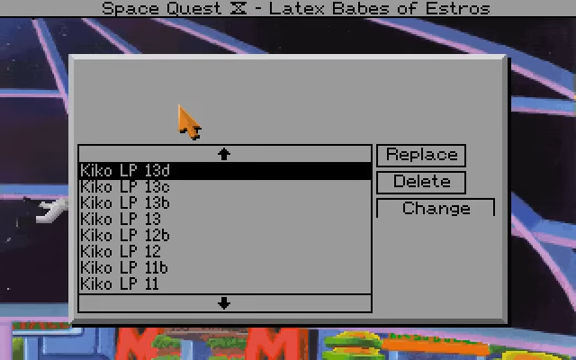 Space Quest X - Latex Babes of Estros
Replace
Delete
Change
Kiko LP 13d
Kiko LP 13c
Kiko LP 13b
Kiko LP 13
Kiko LP 12b
Kiko LP 12
Kiko LP 11b
Kiko LP 11